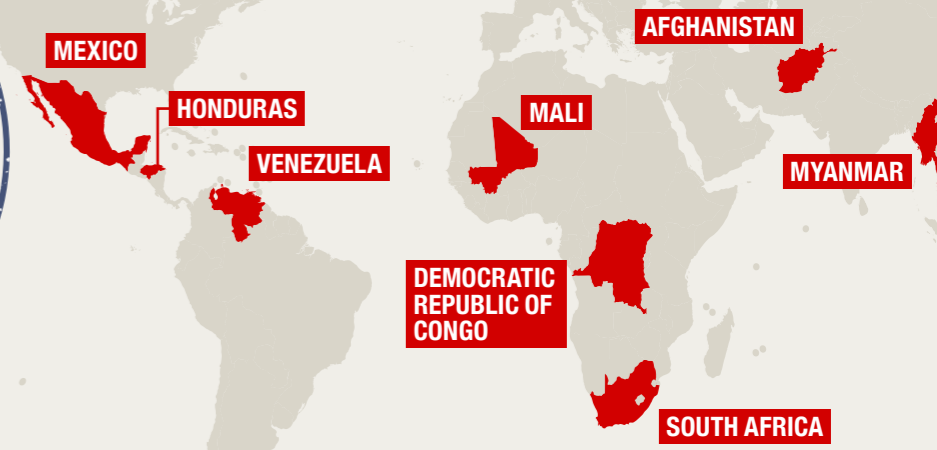 AFGHANISTAN
MEXICO
HONDURAS
MALI
VENEZUELA
MYANMAR
DEMOCRATIC
REPUBLIC OF
CONGO
SOUTH AFRICA